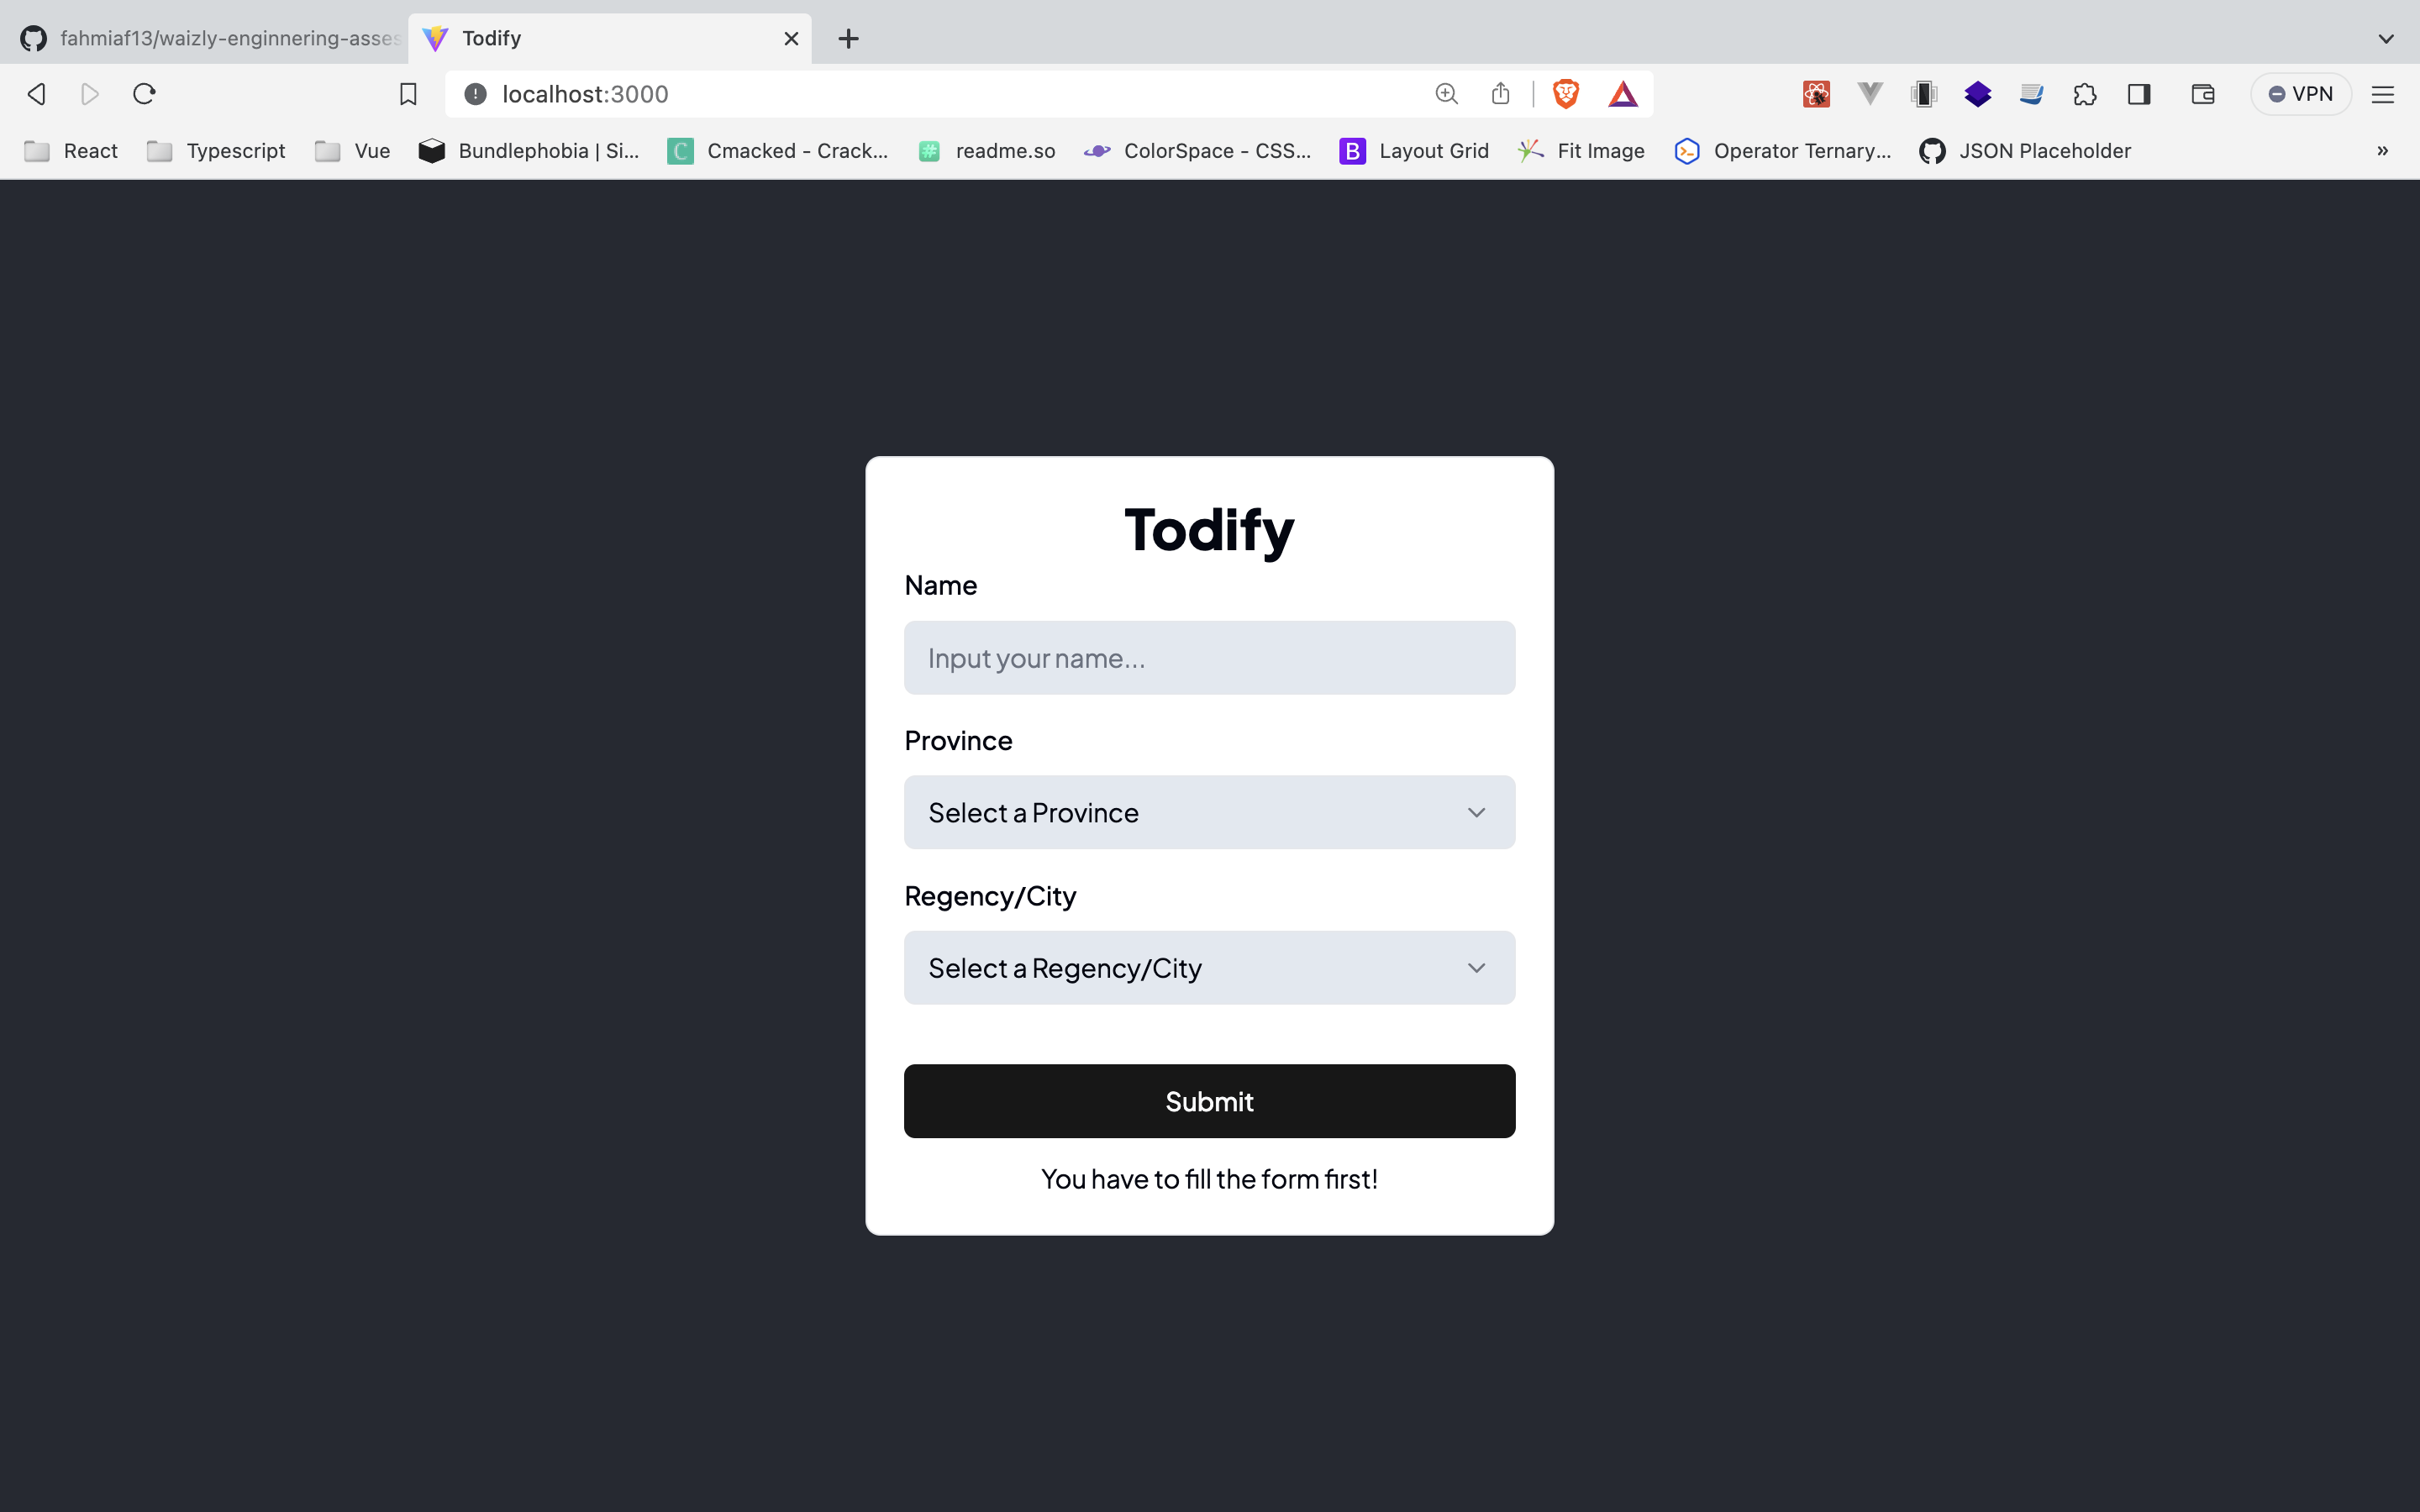 fahmiaf13/waizly-enginnering-asses
Todify
localhost:3000
VPN
React Typescript Vue Bundlephobia | Si... Cmacked - Crack... readme.so ColorSpace - CSS... Layout Grid Fit Image Operator Ternary... JSON Placeholder »
Todify
Name
Input your name...
Province
Select a Province
Regency/City
Select a Regency/City
Submit
You have to fill the form first!